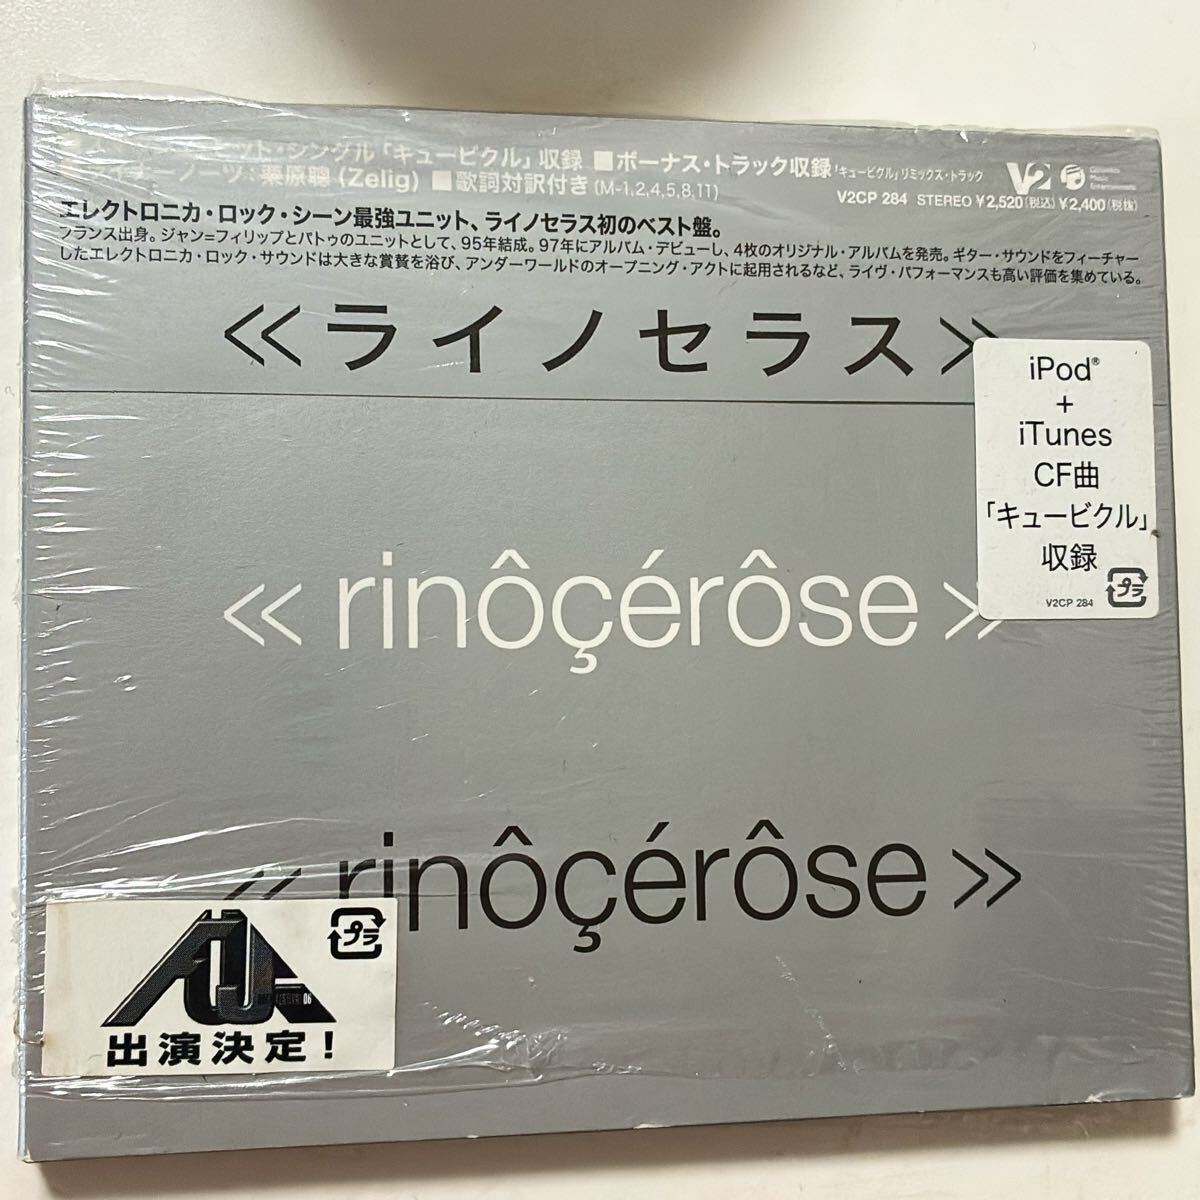 ット・シングル「キュービクル」収録 ■ボーナス・トラック収録「キュービクル」リミックス・トラック
ライナーノーツ:栗原聰(Zelig) ■歌詞対訳付き(M-1,2,4,5,8,11)
V2
V2CP 284 STEREO ¥2,520(税込) ¥2,400(税抜)
エレクトロニカ・ロック・シーン最強ユニット、ライノセラス初のベスト盤。
フランス出身。ジャン=フィリップとパトゥのユニットとして、95年結成。97年にアルバム・デビューし、4枚のオリジナル・アルバムを発売。ギター・サウンドをフィーチャー
したエレクトロニカ・ロック・サウンドは大きな賞賛を浴び、アンダーワールドのオープニング・アクトに起用されるなど、ライヴ・パフォーマンスも高い評価を集めている。
≪ライノセラス≫
iPod®
+
iTunes
CF曲
「キュービクル」
収録
プラ
V2CP 284
≪rinôçérôse≫
≪rinôçérôse≫
プラ
06
出演決定!